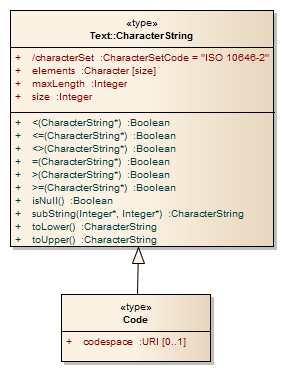 «type»
Text::CharacterString
+ /characterSet :CharacterSetCode = "ISO 10646-2"
+ elements :Character [size]
+ maxLength :Integer
+ size :Integer
+ <(CharacterString*) :Boolean
+ <=(CharacterString*) :Boolean
+ <>(CharacterString*) :Boolean
+ =(CharacterString*) :Boolean
+ >(CharacterString*) :Boolean
+ >=(CharacterString*) :Boolean
+ isNull() :Boolean
+ subString(Integer*, Integer*) :CharacterString
+ toLower() :CharacterString
+ toUpper() :CharacterString
«type»
Code
+ codespace :URI [0..1]